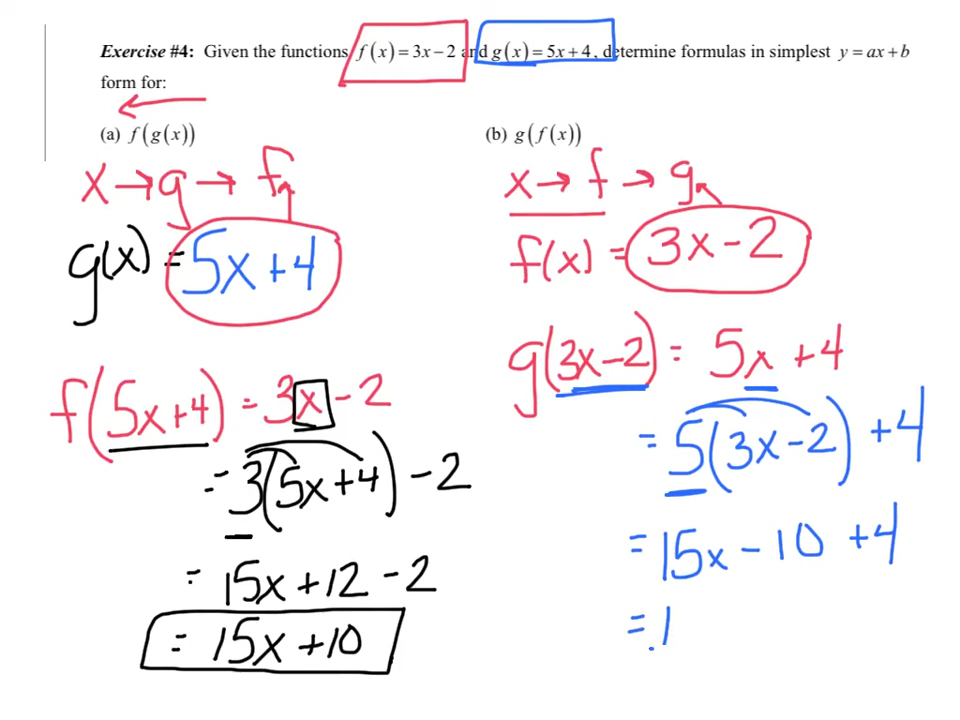 Exercise #4: Given the functions f(x) = 3x − 2 and g(x) = 5x + 4, determine formulas in simplest y = ax + b
form for:
(a) f(g(x))
x → g → f
g(x) = 5x + 4
f(5x + 4) = 3x − 2
= 3(5x + 4) − 2
= 15x + 12 − 2
= 15x + 10
(b) g(f(x))
x → f → g
f(x) = 3x − 2
g(3x − 2) = 5x + 4
= 5(3x − 2) + 4
= 15x − 10 + 4
= 1